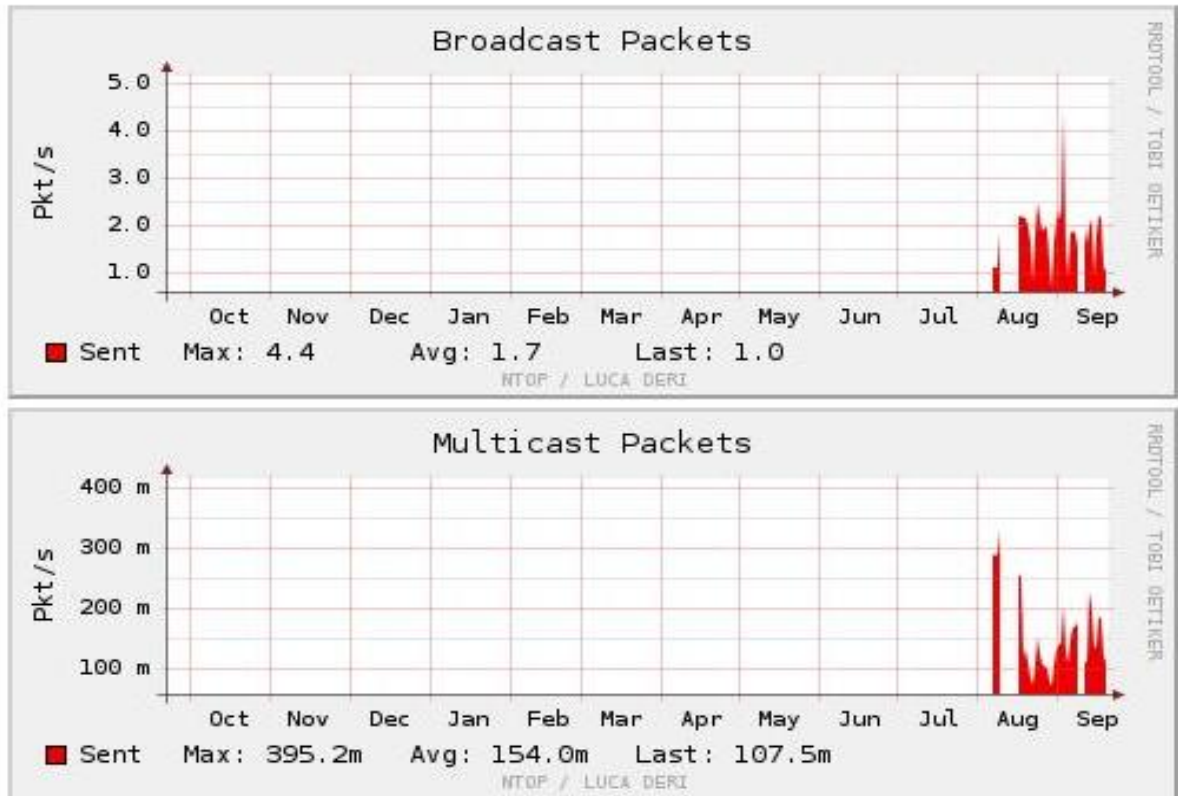 Broadcast Packets
RRDTOOL / TOBI OETIKER
5.0
4.0
3.0
2.0
1.0
Pkt/s
Oct Nov Dec Jan Feb Mar Apr May Jun Jul Aug Sep
Sent Max: 4.4 Avg: 1.7 Last: 1.0
NTOP / LUCA DERI
Multicast Packets
RRDTOOL / TOBI OETIKER
400 m
300 m
200 m
100 m
Pkt/s
Oct Nov Dec Jan Feb Mar Apr May Jun Jul Aug Sep
Sent Max: 395.2m Avg: 154.0m Last: 107.5m
NTOP / LUCA DERI